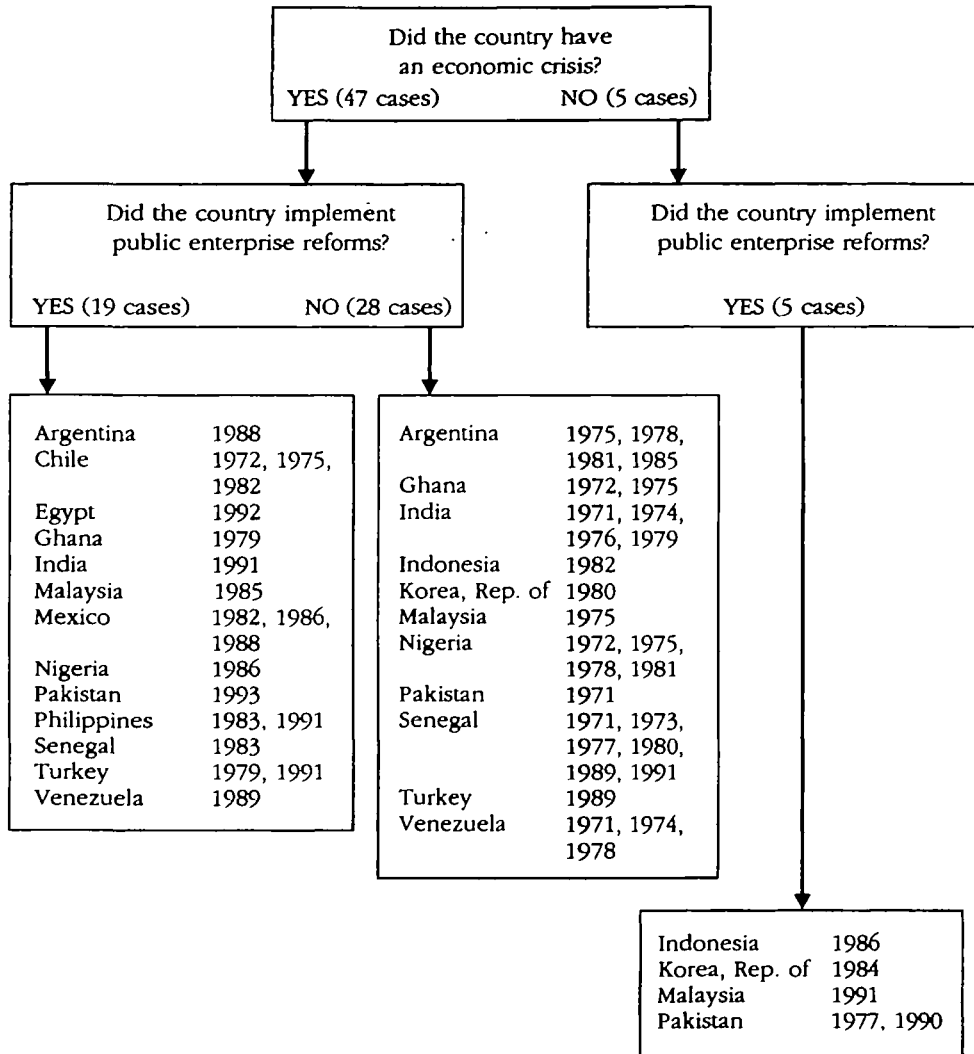 Did the country have
an economic crisis?
YES (47 cases) NO (5 cases)
Did the country implement
public enterprise reforms?
YES (19 cases) NO (28 cases)
Did the country implement
public enterprise reforms?
YES (5 cases)
Argentina 1988
Chile 1972, 1975,
1982
Egypt 1992
Ghana 1979
India 1991
Malaysia 1985
Mexico 1982, 1986,
1988
Nigeria 1986
Pakistan 1993
Philippines 1983, 1991
Senegal 1983
Turkey 1979, 1991
Venezuela 1989
Argentina 1975, 1978,
1981, 1985
Ghana 1972, 1975
India 1971, 1974,
1976, 1979
Indonesia 1982
Korea, Rep. of 1980
Malaysia 1975
Nigeria 1972, 1975,
1978, 1981
Pakistan 1971
Senegal 1971, 1973,
1977, 1980,
1989, 1991
Turkey 1989
Venezuela 1971, 1974,
1978
Indonesia 1986
Korea, Rep. of 1984
Malaysia 1991
Pakistan 1977, 1990